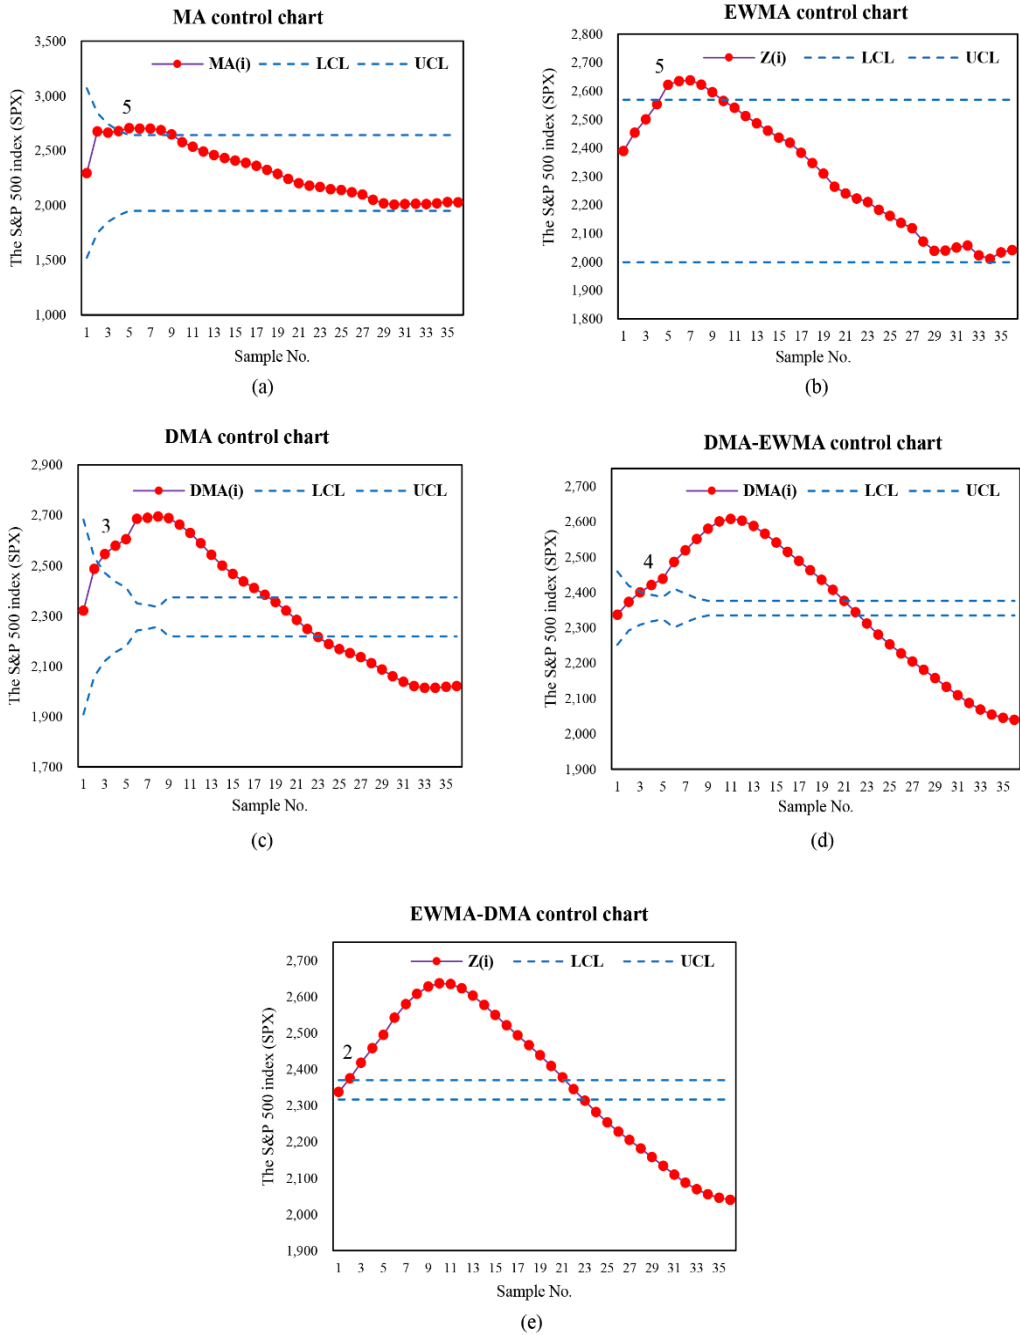 MA control chart
3,500
3,000
2,500
2,000
1,500
1,000
The S&P 500 index (SPX)
MA(i) LCL UCL
5
1 3 5 7 9 11 13 15 17 19 21 23 25 27 29 31 33 35
Sample No.
(a)
EWMA control chart
2,800
2,700
2,600
2,500
2,400
2,300
2,200
2,100
2,000
1,900
1,800
The S&P 500 index (SPX)
Z(i) LCL UCL
5
1 3 5 7 9 11 13 15 17 19 21 23 25 27 29 31 33 35
Sample No.
(b)
DMA control chart
2,900
2,700
2,500
2,300
2,100
1,900
1,700
The S&P 500 index (SPX)
DMA(i) LCL UCL
3
1 3 5 7 9 11 13 15 17 19 21 23 25 27 29 31 33 35
Sample No.
(c)
DMA-EWMA control chart
2,700
2,600
2,500
2,400
2,300
2,200
2,100
2,000
1,900
The S&P 500 index (SPX)
DMA(i) LCL UCL
4
1 3 5 7 9 11 13 15 17 19 21 23 25 27 29 31 33 35
Sample No.
(d)
EWMA-DMA control chart
2,700
2,600
2,500
2,400
2,300
2,200
2,100
2,000
1,900
The S&P 500 index (SPX)
Z(i) LCL UCL
2
1 3 5 7 9 11 13 15 17 19 21 23 25 27 29 31 33 35
Sample No.
(e)